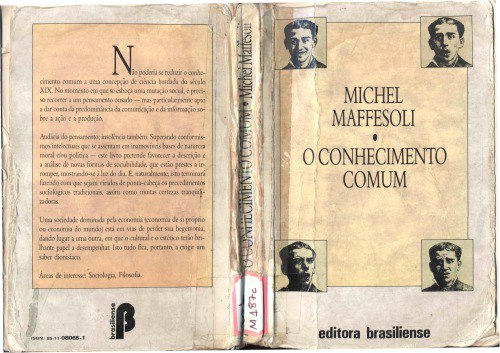 Não poderia se reduzir o conhe-
cimento comum a uma concepção de ciência herdada do século
XIX. No momento em que se esboça uma mutação social, é preci-
so recorrer a um pensamento ousado — mas particularmente apto
a dar conta da predominância da comunicação e da informação so-
bre a ação e a produção.
Audácia do pensamento; insolência também: Superando conformis-
mos intelectuais que se assentam em inamovíveis bases de natureza
moral e/ou política — este livro pretende favorecer a descrição e
a análise de novas formas de sociabilidade, que estão prestes a ir-
romper, mostrando-se à luz do dia. E, naturalmente, isto terminará
fazendo com que sejam virados de ponta-cabeça os procedimentos
sociológicos tradicionais, assim como muitas certezas tranqüili-
zadoras.
Uma sociedade dominada pela economia (economia de si próprio
ou economia do mundo) está em vias de perder sua hegemonia,
dando lugar a uma outra, em que o cultural e o estético terão bri-
lhante papel a desempenhar. Isto tudo fira, portanto, a exigir um
saber dionisíaco.
Áreas de interesse: Sociologia, Filosofia.
brasiliense
ISBN: 85-11-08065-1
O CONHECIMENTO COMUM • Michel Maffesoli
M187c
MICHEL
MAFFESOLI
•
O CONHECIMENTO
COMUM
editora brasiliense